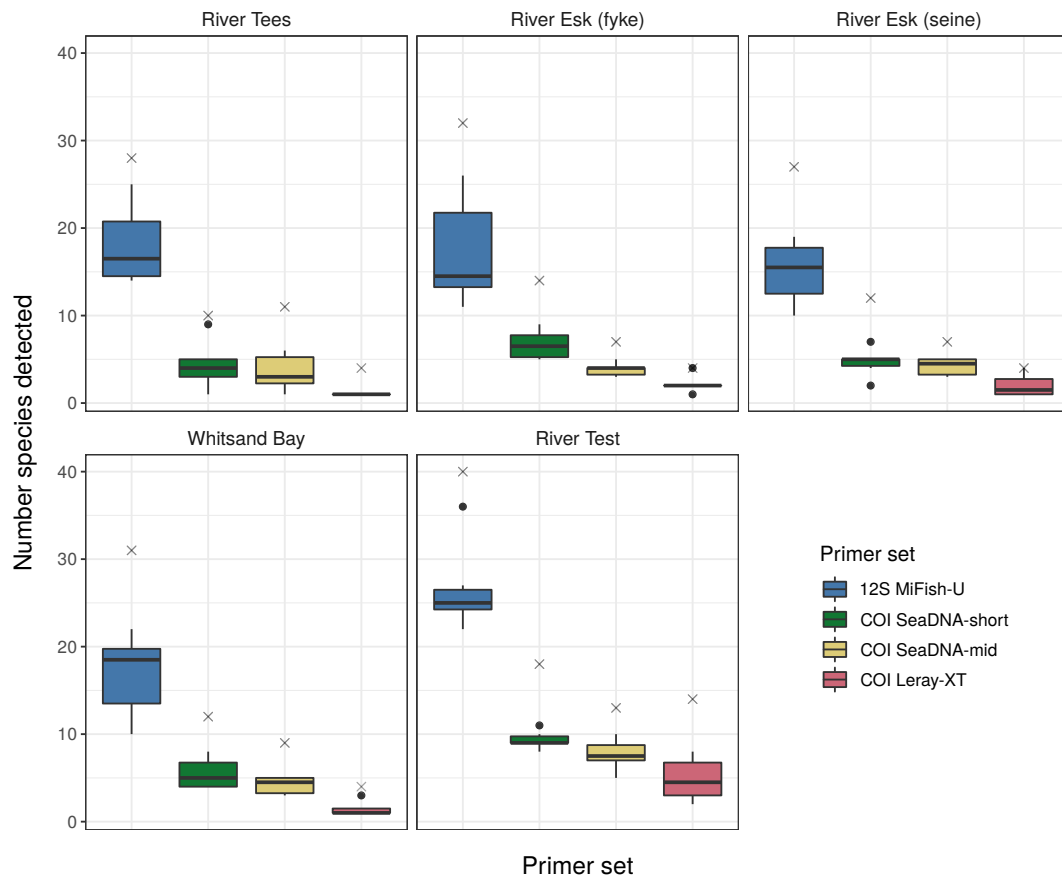 River Tees
River Esk (fyke)
River Esk (seine)
40
30
20
10
0
Whitsand Bay
River Test
40
30
20
10
0
Number species detected
Primer set
Primer set
12S MiFish-U
COI SeaDNA-short
COI SeaDNA-mid
COI Leray-XT